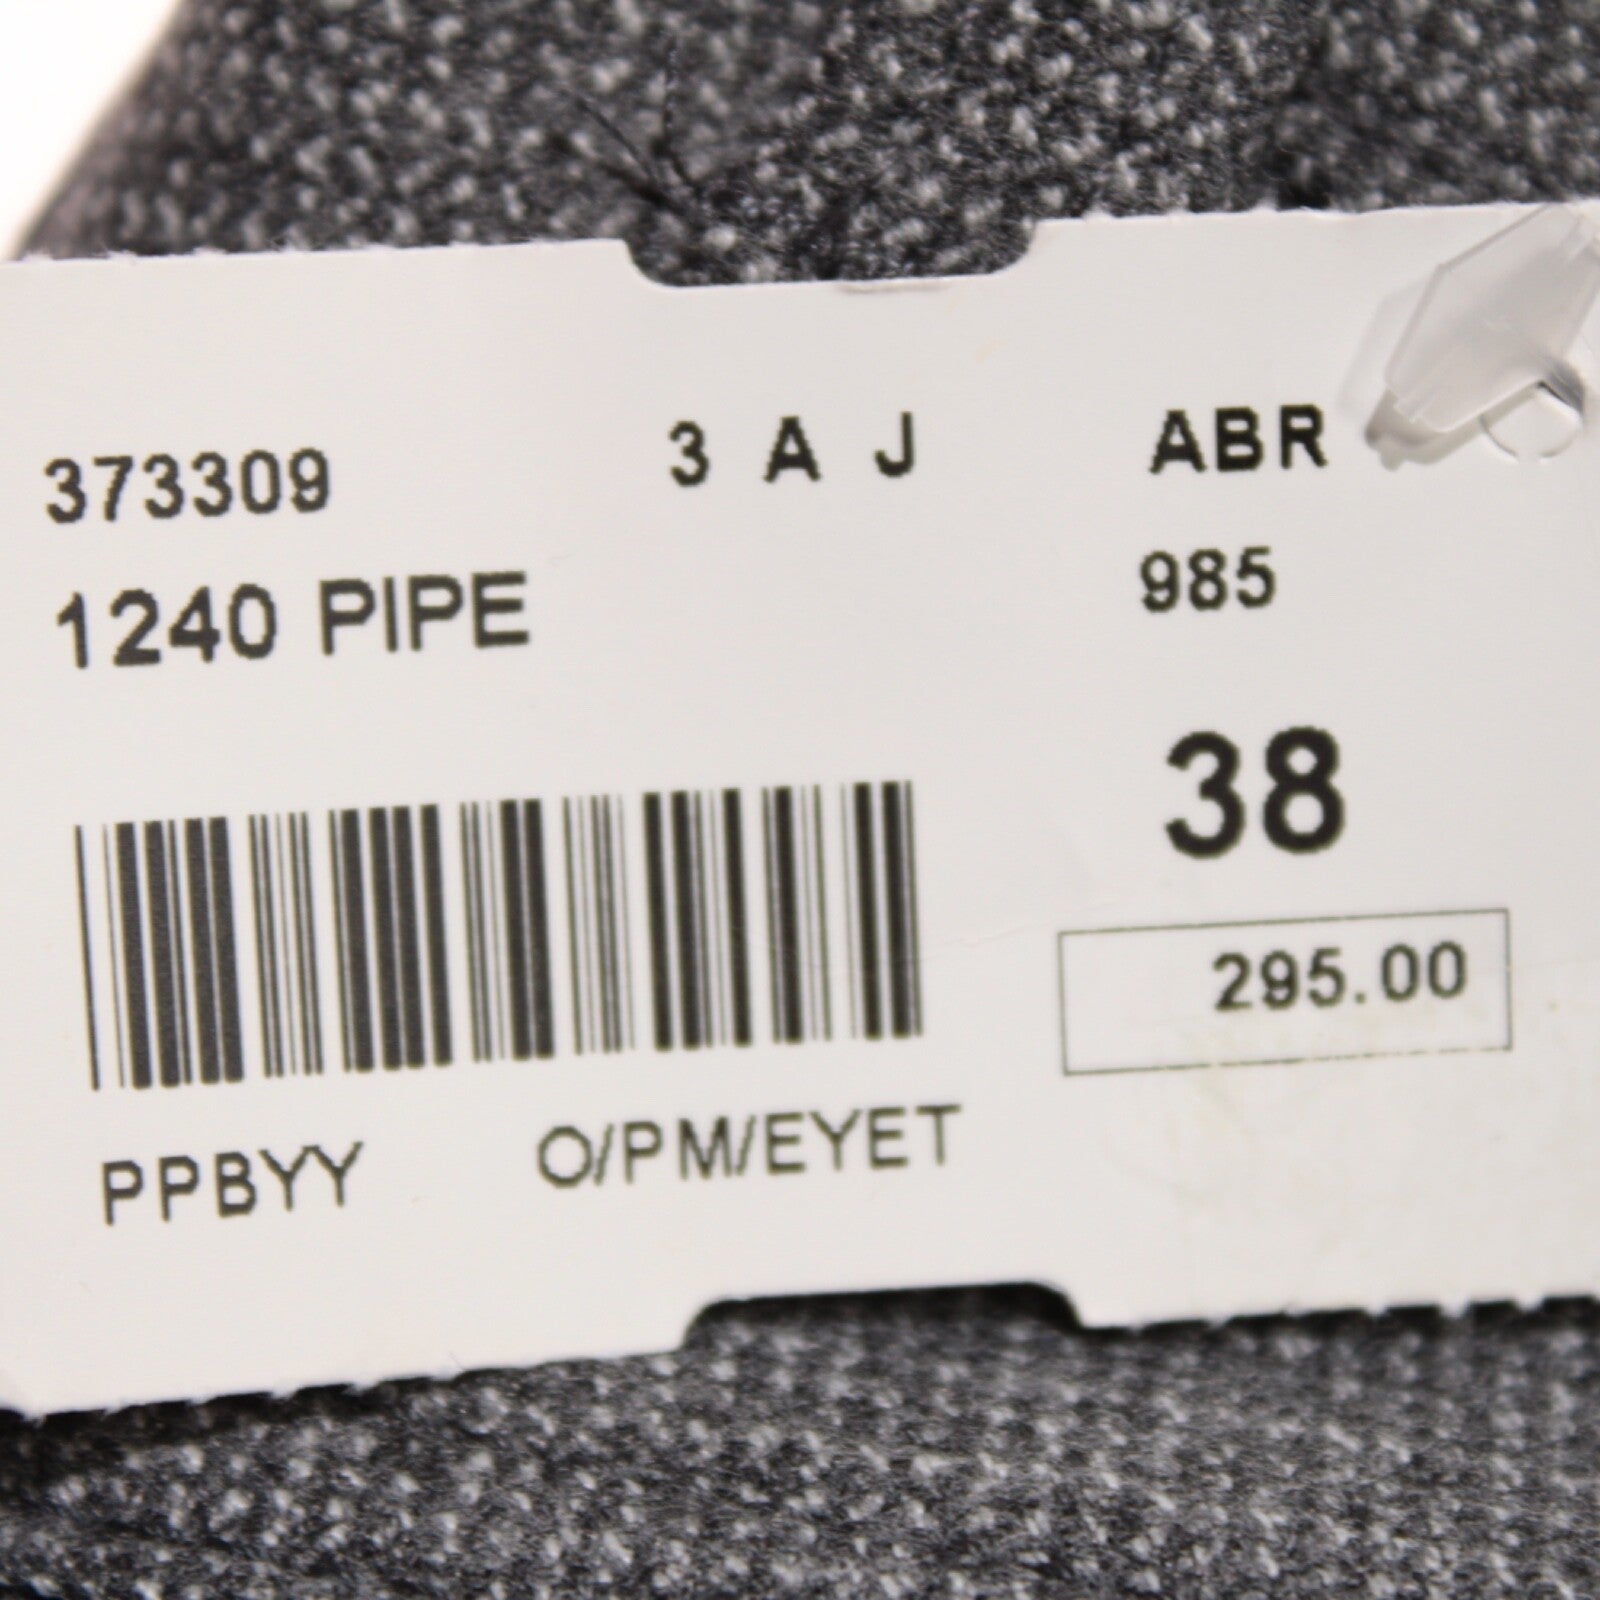 373309 3 A J ABR
1240 PIPE 985
38
295.00
PPBYY O/PM/EYET